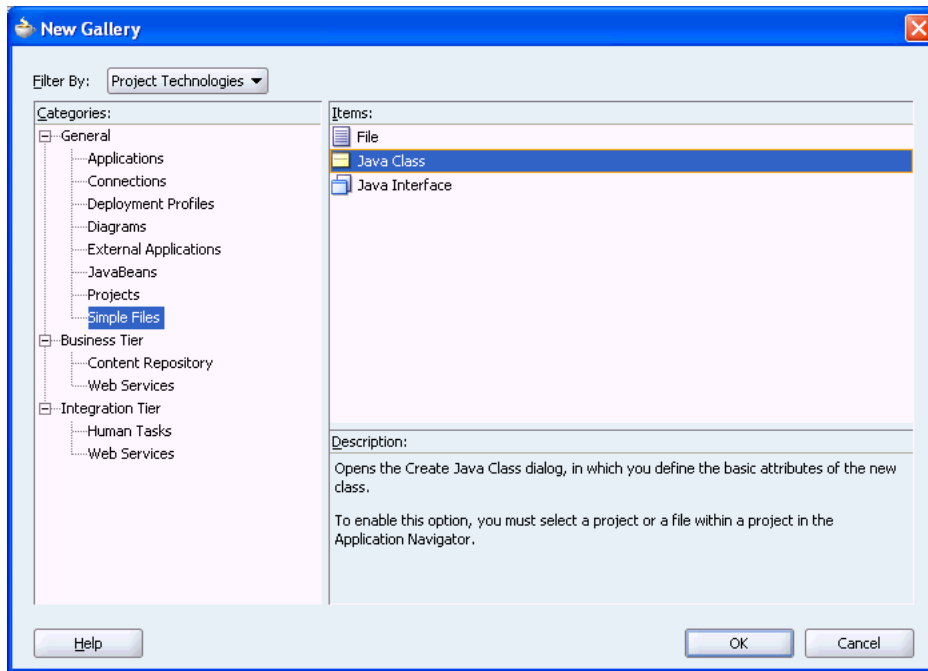 New Gallery
Filter By: Project Technologies
Categories:
General
Applications
Connections
Deployment Profiles
Diagrams
External Applications
JavaBeans
Projects
Simple Files
Business Tier
Content Repository
Web Services
Integration Tier
Human Tasks
Web Services
Items:
File
Java Class
Java Interface
Description:
Opens the Create Java Class dialog, in which you define the basic attributes of the new
class.
To enable this option, you must select a project or a file within a project in the
Application Navigator.
Help
OK
Cancel